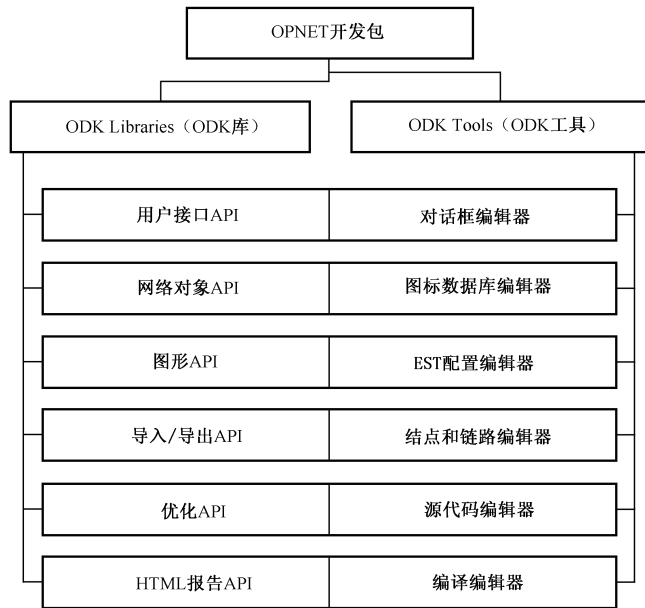 OPNET开发包
ODK Libraries（ODK库）
ODK Tools（ODK工具）
用户接口API
对话框编辑器
网络对象API
图标数据库编辑器
图形API
EST配置编辑器
导入/导出API
结点和链路编辑器
优化API
源代码编辑器
HTML报告API
编译编辑器